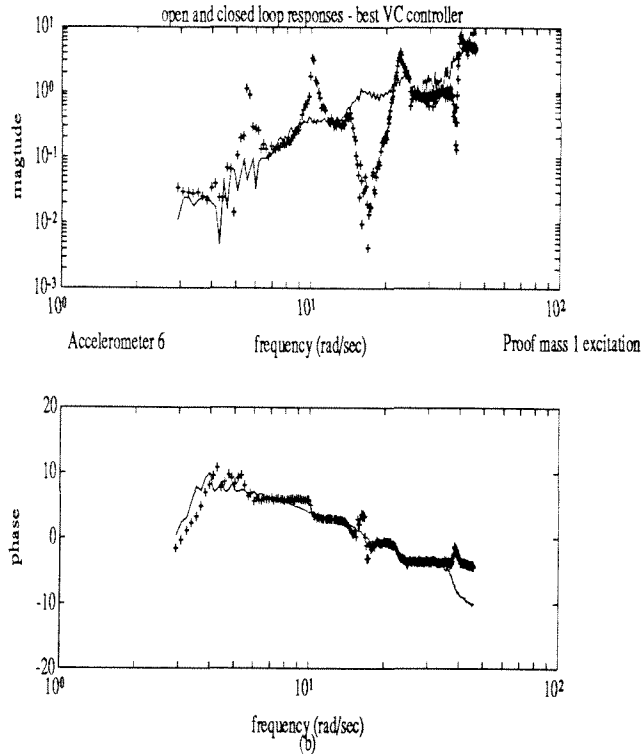 open and closed loop responses - best VC controller
10¹
10⁰
10⁻¹
10⁻²
10⁻³
magtude
10⁰
10¹
10²
Accelerometer 6
frequency (rad/sec)
Proof mass 1 excitation
20
10
0
-10
-20
phase
10⁰
10¹
10²
frequency (rad/sec)
(b)